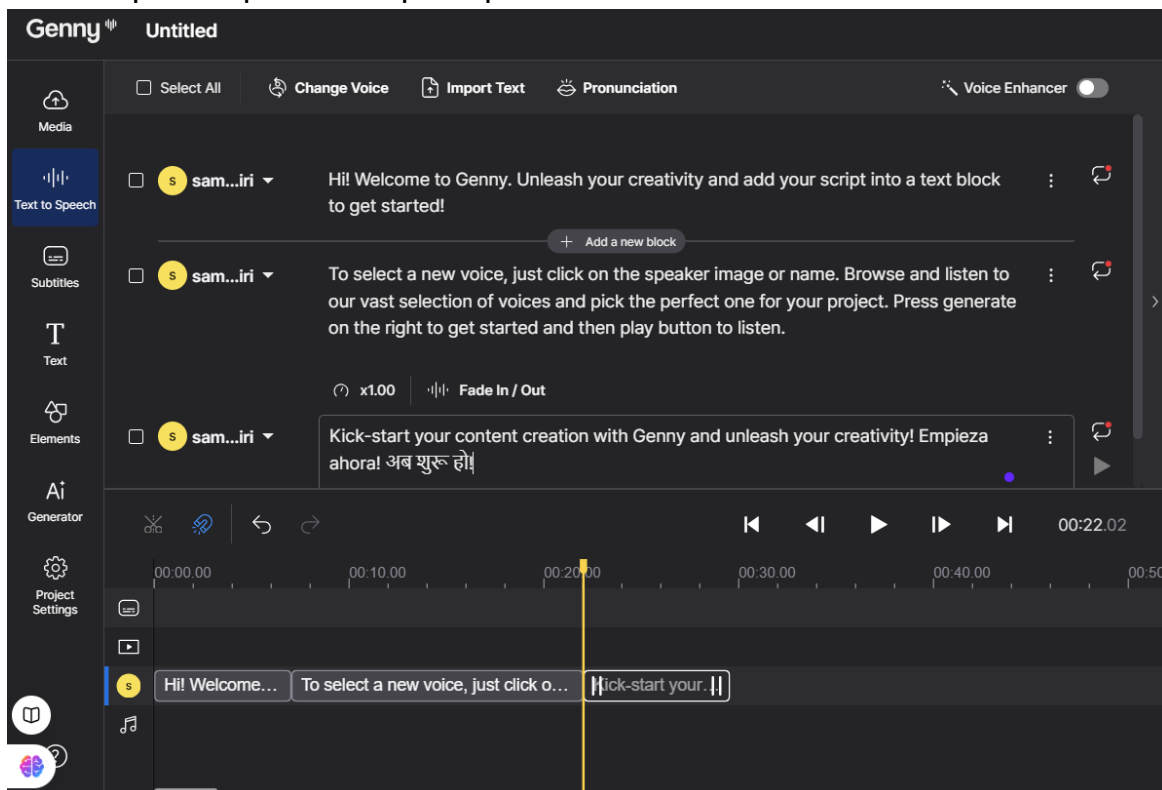 Genny Untitled
Select All Change Voice Import Text Pronunciation Voice Enhancer
Media
Text to Speech
Subtitles
Text
Elements
Ai
Generator
Project
Settings
s sam...iri Hi! Welcome to Genny. Unleash your creativity and add your script into a text block
to get started!
+ Add a new block
s sam...iri To select a new voice, just click on the speaker image or name. Browse and listen to
our vast selection of voices and pick the perfect one for your project. Press generate
on the right to get started and then play button to listen.
x1.00 Fade In / Out
s sam...iri Kick-start your content creation with Genny and unleash your creativity! Empieza
ahora! अब शुरू हो!
00:22.02
00:00.00 00:10.00 00:20.00 00:30.00 00:40.00 00:50
s Hi! Welcome... To select a new voice, just click o... Kick-start your...